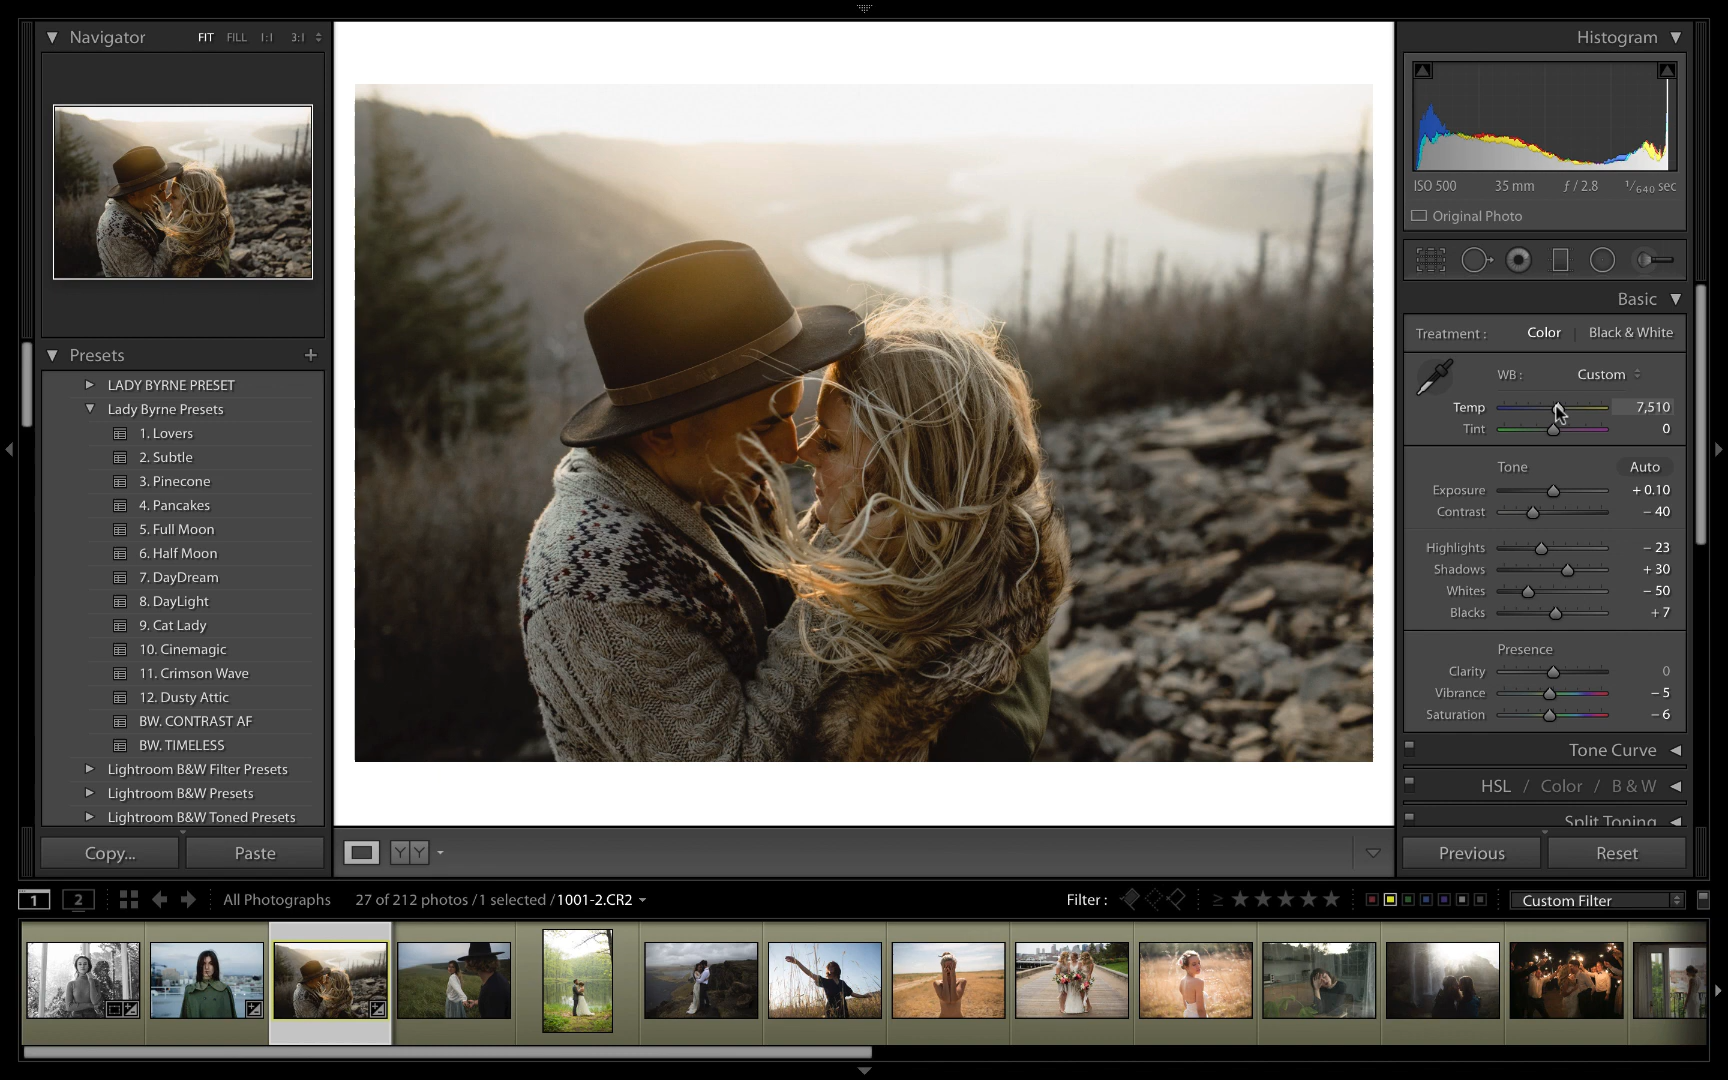 Navigator FIT FILL 1:1 3:1
Presets +
LADY BYRNE PRESET
Lady Byrne Presets
1. Lovers
2. Subtle
3. Pinecone
4. Pancakes
5. Full Moon
6. Half Moon
7. DayDream
8. DayLight
9. Cat Lady
10. Cinemagic
11. Crimson Wave
12. Dusty Attic
BW. CONTRAST AF
BW. TIMELESS
Lightroom B&W Filter Presets
Lightroom B&W Presets
Lightroom B&W Toned Presets
Copy... Paste
Y Y
Histogram
ISO 500 35 mm ƒ / 2.8 1/640 sec
Original Photo
Basic
Treatment : Color | Black & White
WB : Custom
Temp 7,510
Tint 0
Tone Auto
Exposure + 0.10
Contrast – 40
Highlights – 23
Shadows + 30
Whites – 50
Blacks + 7
Presence
Clarity 0
Vibrance – 5
Saturation – 6
Tone Curve
HSL / Color / B & W
Split Toning
Previous Reset
1 2 All Photographs 27 of 212 photos /1 selected /1001-2.CR2 Filter : ≥ ★ ★ ★ ★ ★ Custom Filter